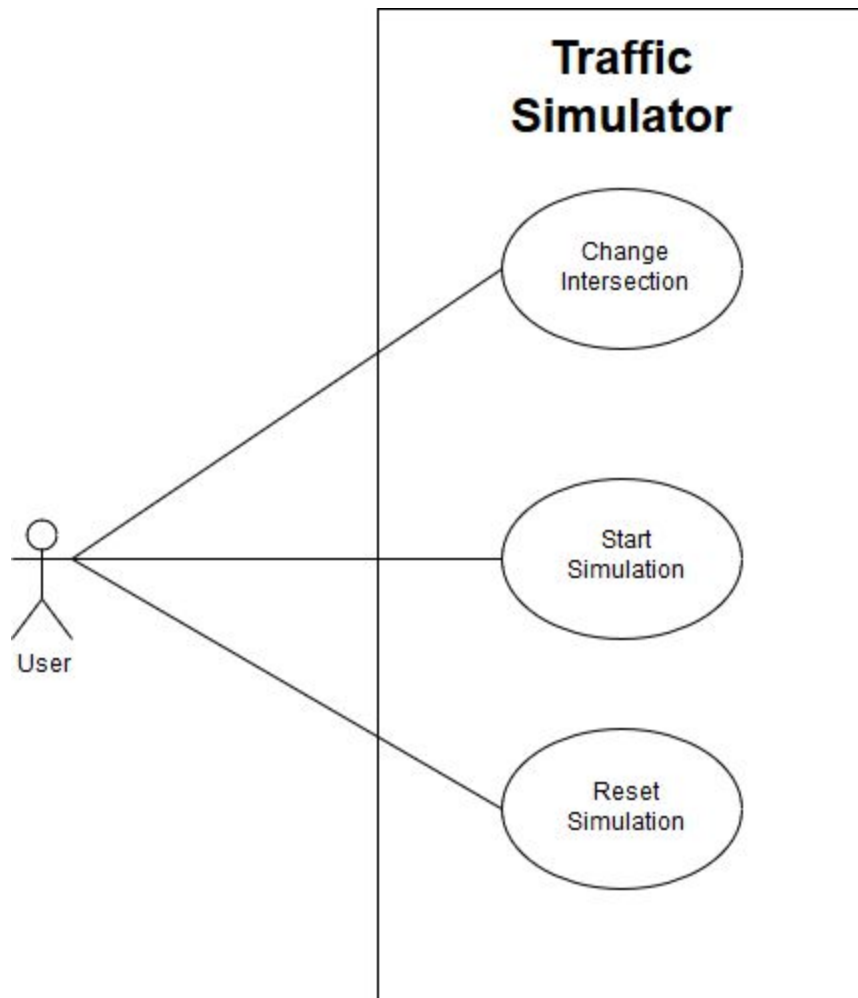 Traffic
Simulator
Change
Intersection
Start
Simulation
User
Reset
Simulation